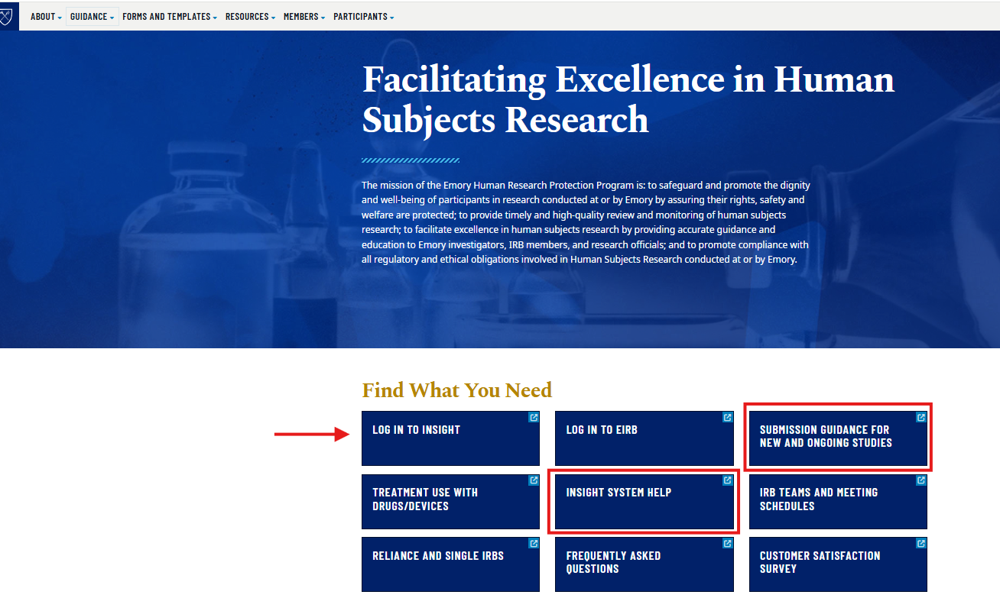 ABOUT GUIDANCE FORMS AND TEMPLATES RESOURCES MEMBERS PARTICIPANTS
Facilitating Excellence in Human
Subjects Research
The mission of the Emory Human Research Protection Program is: to safeguard and promote the dignity
and well-being of participants in research conducted at or by Emory by assuring their rights, safety and
welfare are protected; to provide timely and high-quality review and monitoring of human subjects
research; to facilitate excellence in human subjects research by providing accurate guidance and
education to Emory investigators, IRB members, and research officials; and to promote compliance with
all regulatory and ethical obligations involved in Human Subjects Research conducted at or by Emory.
Find What You Need
LOG IN TO INSIGHT
LOG IN TO EIRB
SUBMISSION GUIDANCE FOR
NEW AND ONGOING STUDIES
TREATMENT USE WITH
DRUGS/DEVICES
INSIGHT SYSTEM HELP
IRB TEAMS AND MEETING
SCHEDULES
RELIANCE AND SINGLE IRBS
FREQUENTLY ASKED
QUESTIONS
CUSTOMER SATISFACTION
SURVEY